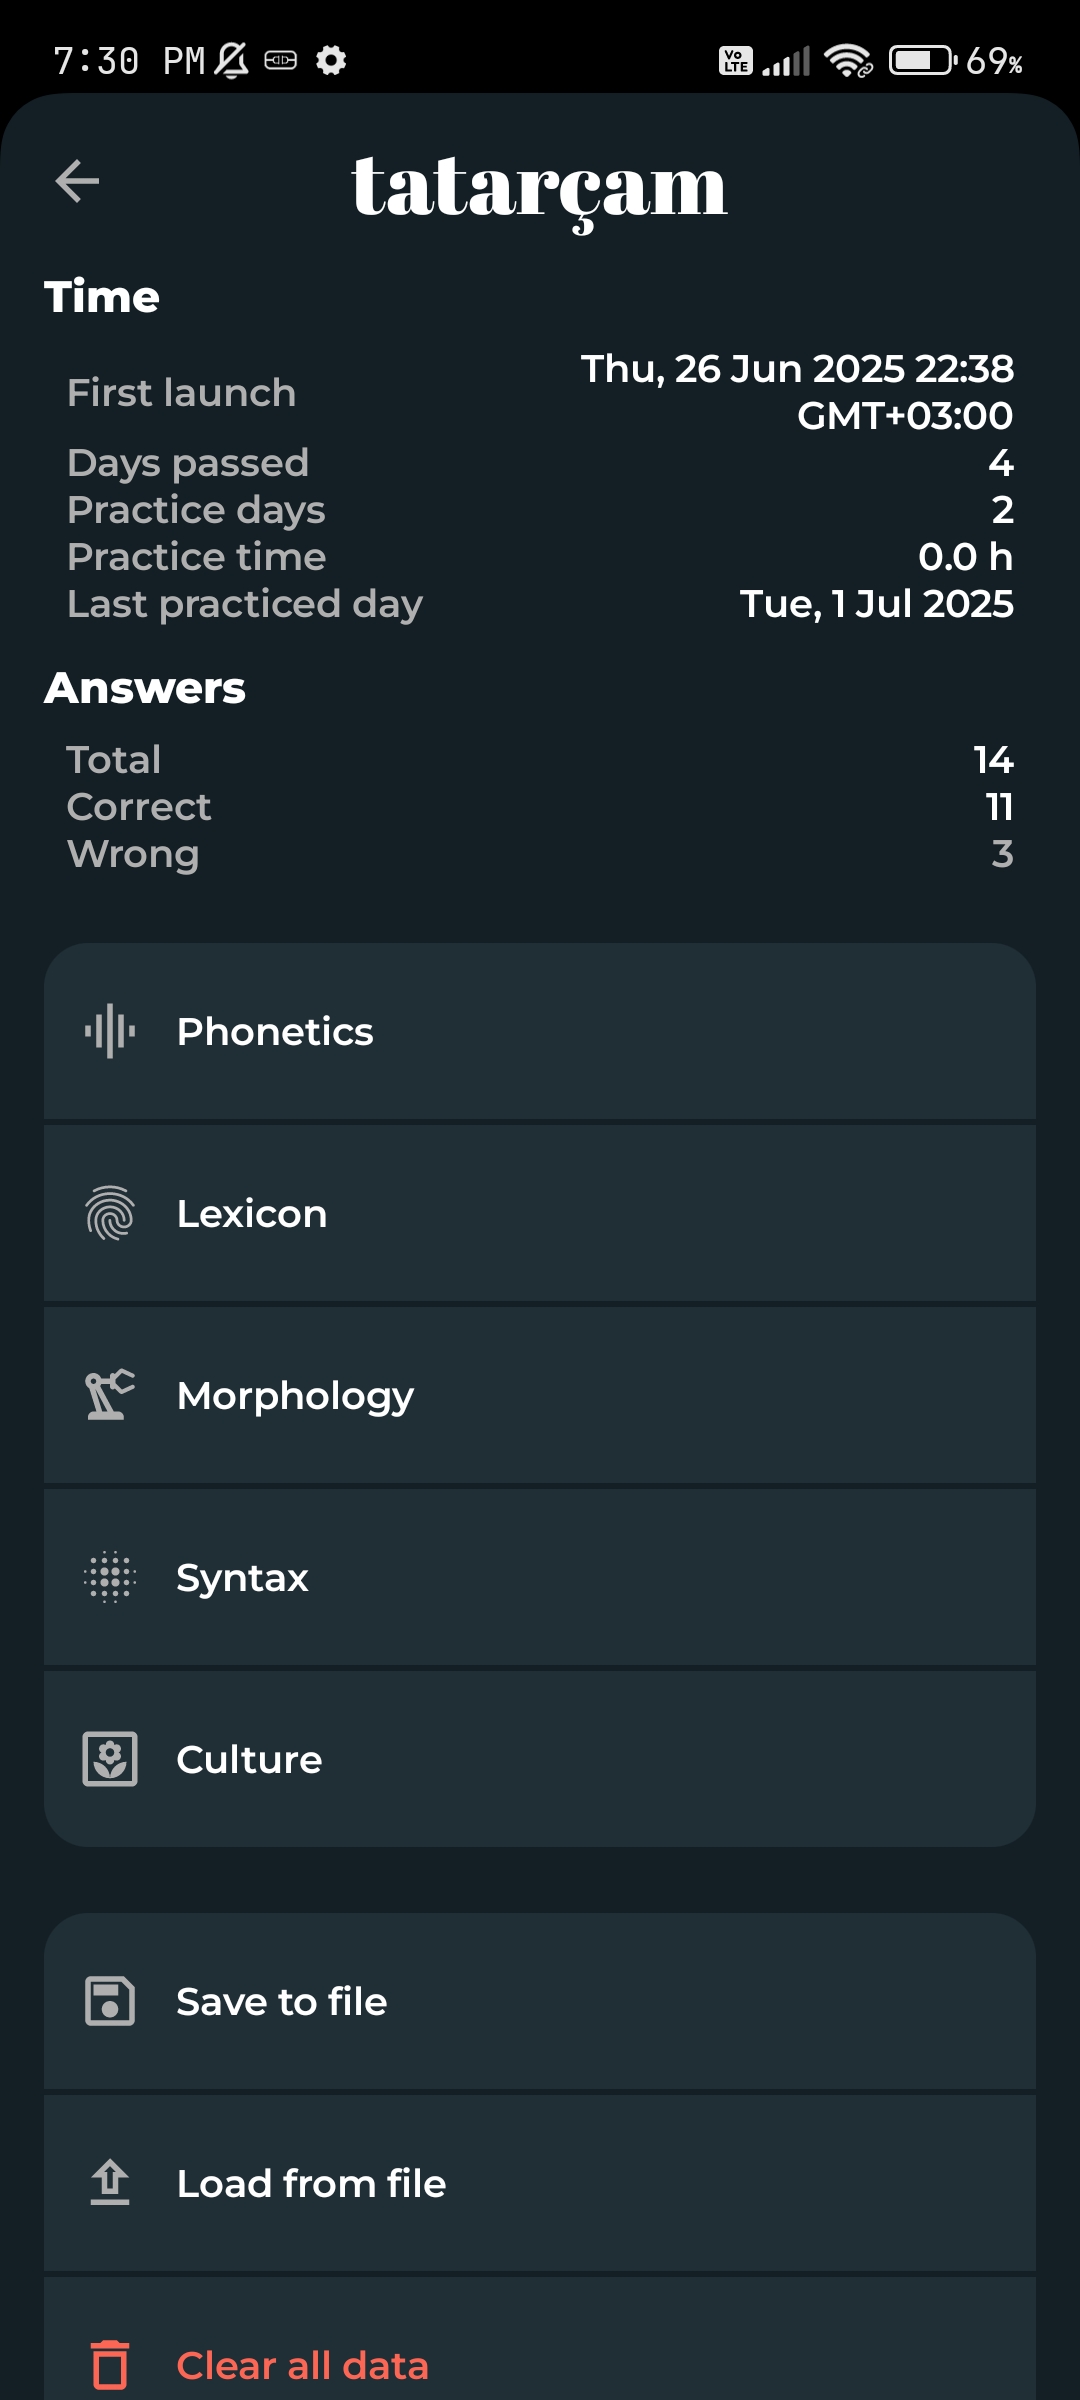 7:30 PM
Vo LTE
69%
tatarçam
Time
First launch
Thu, 26 Jun 2025 22:38
GMT+03:00
Days passed 4
Practice days 2
Practice time 0.0 h
Last practiced day Tue, 1 Jul 2025
Answers
Total 14
Correct 11
Wrong 3
Phonetics
Lexicon
Morphology
Syntax
Culture
Save to file
Load from file
Clear all data